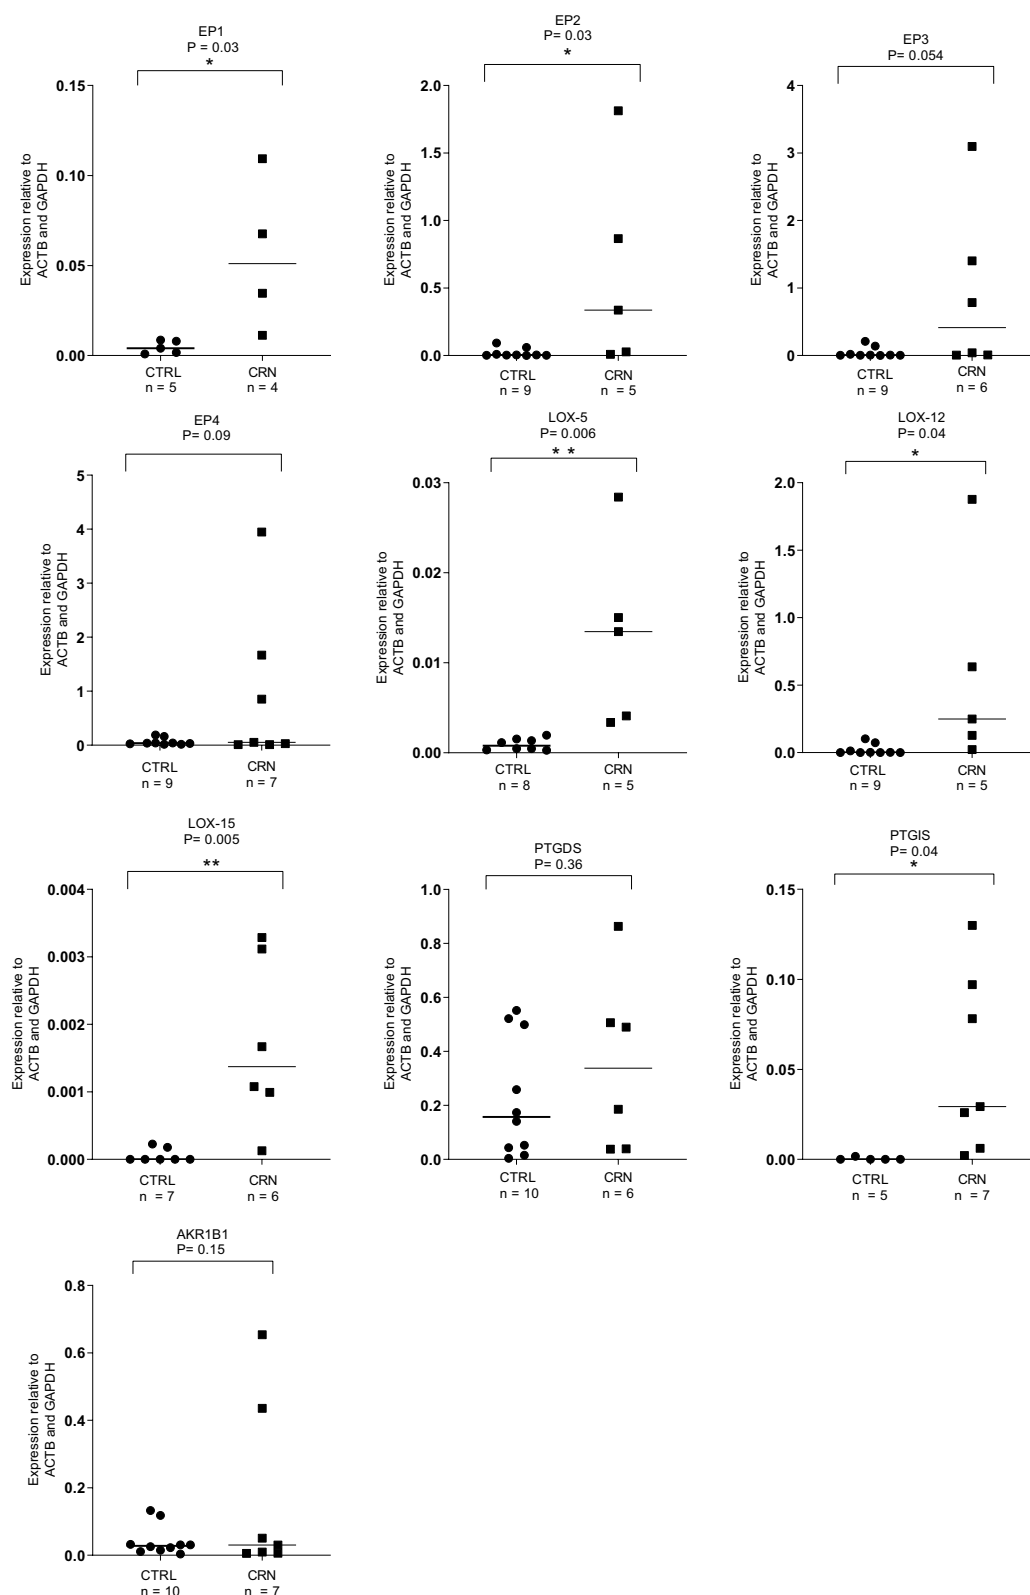 EP1
P = 0.03
*
0.15
0.10
0.05
0.00
Expression relative to
ACTB and GAPDH
CTRL
n = 5
CRN
n = 4
EP2
P= 0.03
*
2.0
1.5
1.0
0.5
0.0
Expression relative to
ACTB and GAPDH
CTRL
n = 9
CRN
n = 5
EP3
P= 0.054
4
3
2
1
0
Expression relative to
ACTB and GAPDH
CTRL
n = 9
CRN
n = 6
EP4
P= 0.09
5
4
3
2
1
0
Expression relative to
ACTB and GAPDH
CTRL
n = 9
CRN
n = 7
LOX-5
P= 0.006
* *
0.03
0.02
0.01
0.00
Expression relative to
ACTB and GAPDH
CTRL
n = 8
CRN
n = 5
LOX-12
P= 0.04
*
2.0
1.5
1.0
0.5
0.0
Expression relative to
ACTB and GAPDH
CTRL
n = 9
CRN
n = 5
LOX-15
P= 0.005
**
0.004
0.003
0.002
0.001
0.000
Expression relative to
ACTB and GAPDH
CTRL
n = 7
CRN
n = 6
PTGDS
P= 0.36
1.0
0.8
0.6
0.4
0.2
0.0
Expression relative to
ACTB and GAPDH
CTRL
n = 10
CRN
n = 6
PTGIS
P= 0.04
*
0.15
0.10
0.05
0.00
Expression relative to
ACTB and GAPDH
CTRL
n = 5
CRN
n = 7
AKR1B1
P= 0.15
0.8
0.6
0.4
0.2
0.0
Expression relative to
ACTB and GAPDH
CTRL
n = 10
CRN
n = 7